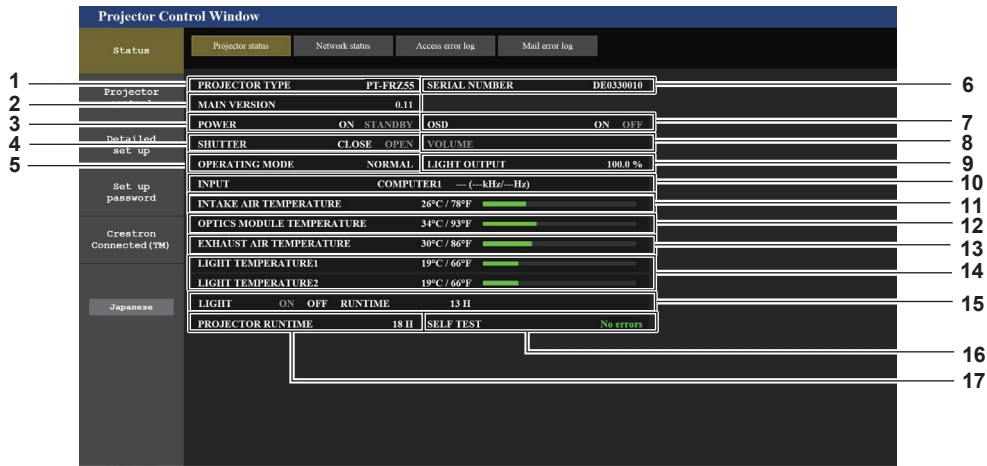 Projector Control Window
Status
Projector status Network status Access error log Mail error log
1 PROJECTOR TYPE PT-FRZ55 SERIAL NUMBER DE0330010 6
Projector
2 MAIN VERSION 0.11
3 POWER ON STANDBY OSD ON OFF 7
Detailed
set up
4 SHUTTER CLOSE OPEN VOLUME 8
5 OPERATING MODE NORMAL LIGHT OUTPUT 100.0 % 9
Set up
password
INPUT COMPUTER1 --- (---kHz/---Hz) 10
INTAKE AIR TEMPERATURE 26°C / 78°F 11
OPTICS MODULE TEMPERATURE 34°C / 93°F 12
Crestron
Connected(TM)
EXHAUST AIR TEMPERATURE 30°C / 86°F 13
LIGHT TEMPERATURE1 19°C / 66°F 14
LIGHT TEMPERATURE2 19°C / 66°F
Japanese
LIGHT ON OFF RUNTIME 13 H 15
PROJECTOR RUNTIME 18 H SELF TEST No errors
16
17